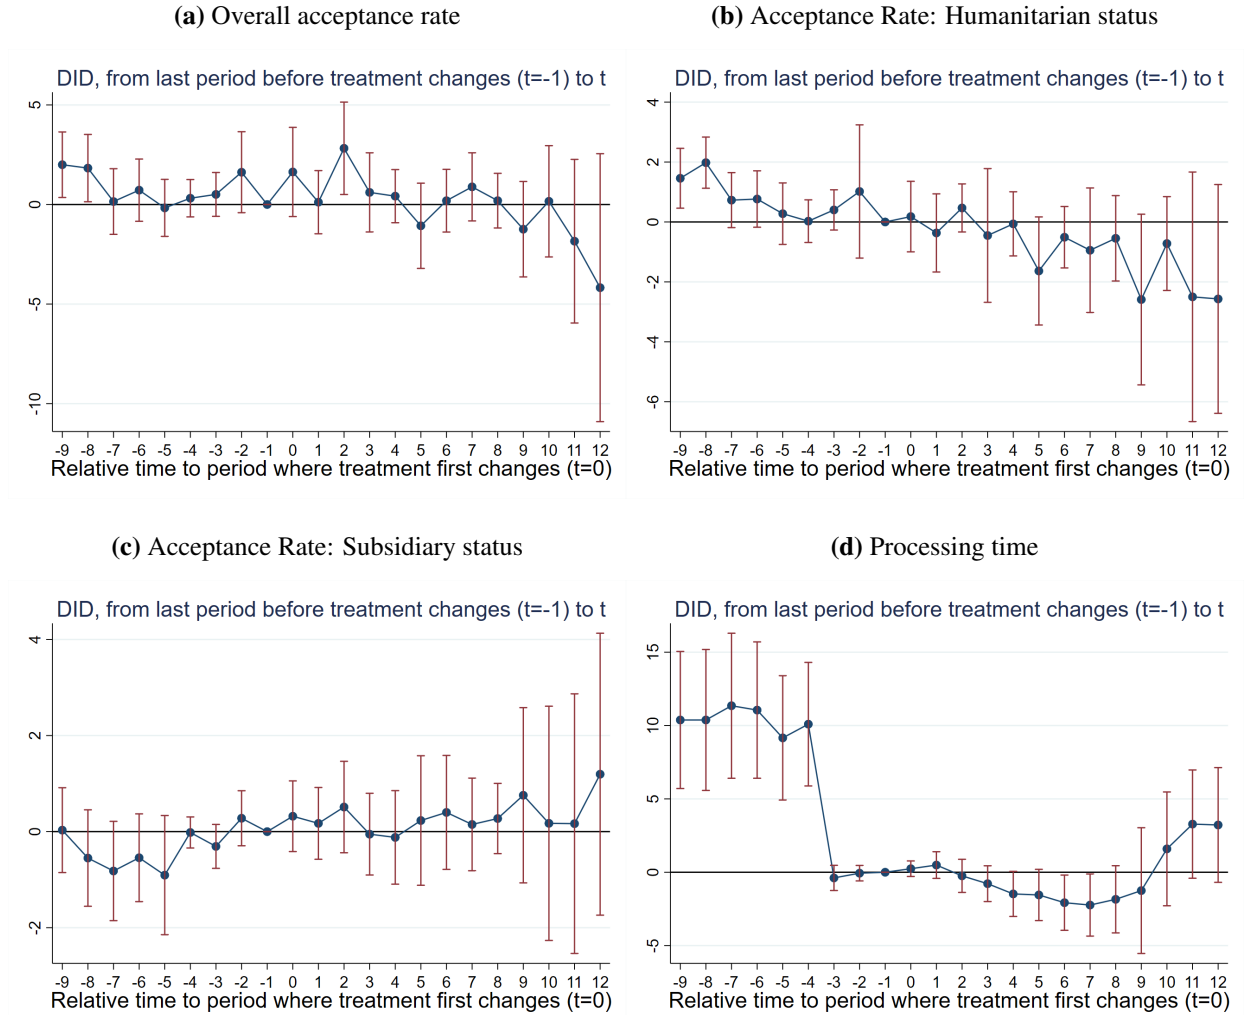 (a) Overall acceptance rate
DID, from last period before treatment changes (t=-1) to t
5
0
-5
-10
-9 -8 -7 -6 -5 -4 -3 -2 -1 0 1 2 3 4 5 6 7 8 9 10 11 12
Relative time to period where treatment first changes (t=0)
(b) Acceptance Rate: Humanitarian status
DID, from last period before treatment changes (t=-1) to t
4
2
0
-2
-4
-6
-9 -8 -7 -6 -5 -4 -3 -2 -1 0 1 2 3 4 5 6 7 8 9 10 11 12
Relative time to period where treatment first changes (t=0)
(c) Acceptance Rate: Subsidiary status
DID, from last period before treatment changes (t=-1) to t
4
2
0
-2
-9 -8 -7 -6 -5 -4 -3 -2 -1 0 1 2 3 4 5 6 7 8 9 10 11 12
Relative time to period where treatment first changes (t=0)
(d) Processing time
DID, from last period before treatment changes (t=-1) to t
15
10
5
0
-5
-9 -8 -7 -6 -5 -4 -3 -2 -1 0 1 2 3 4 5 6 7 8 9 10 11 12
Relative time to period where treatment first changes (t=0)